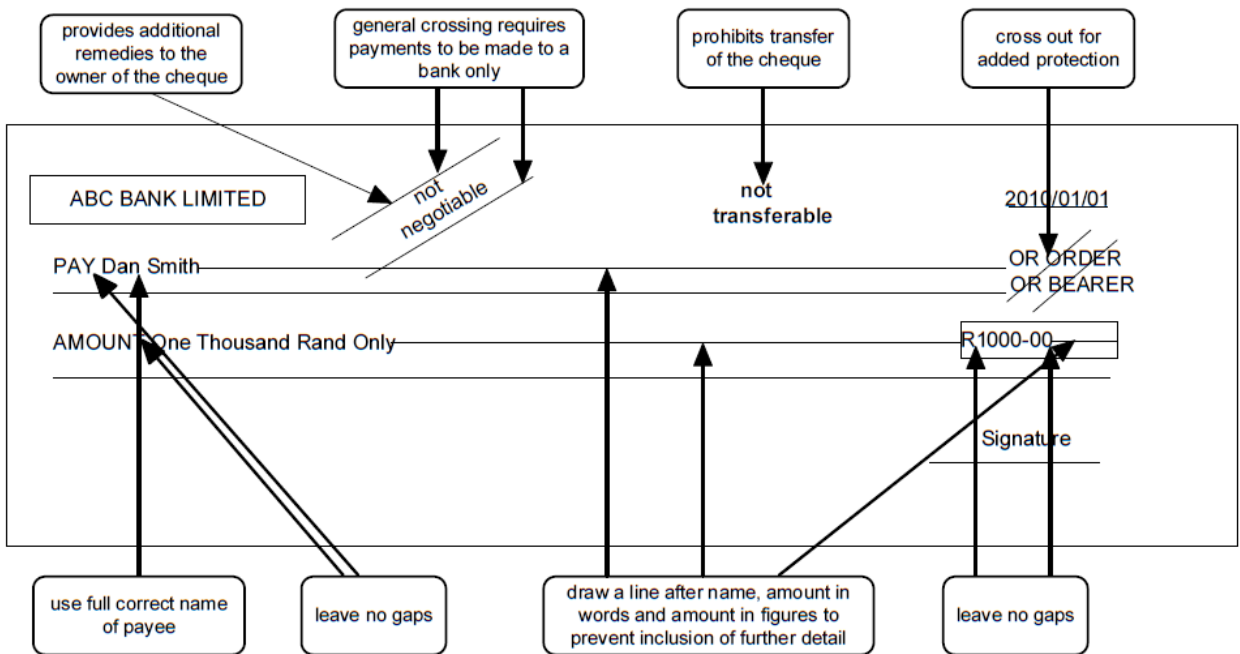 provides additional
remedies to the
owner of the cheque
general crossing requires
payments to be made to a
bank only
prohibits transfer
of the cheque
cross out for
added protection
ABC BANK LIMITED
not
negotiable
not
transferable
2010/01/01
PAY Dan Smith
OR ORDER
OR BEARER
AMOUNT One Thousand Rand Only
R1000-00
Signature
use full correct name
of payee
leave no gaps
draw a line after name, amount in
words and amount in figures to
prevent inclusion of further detail
leave no gaps